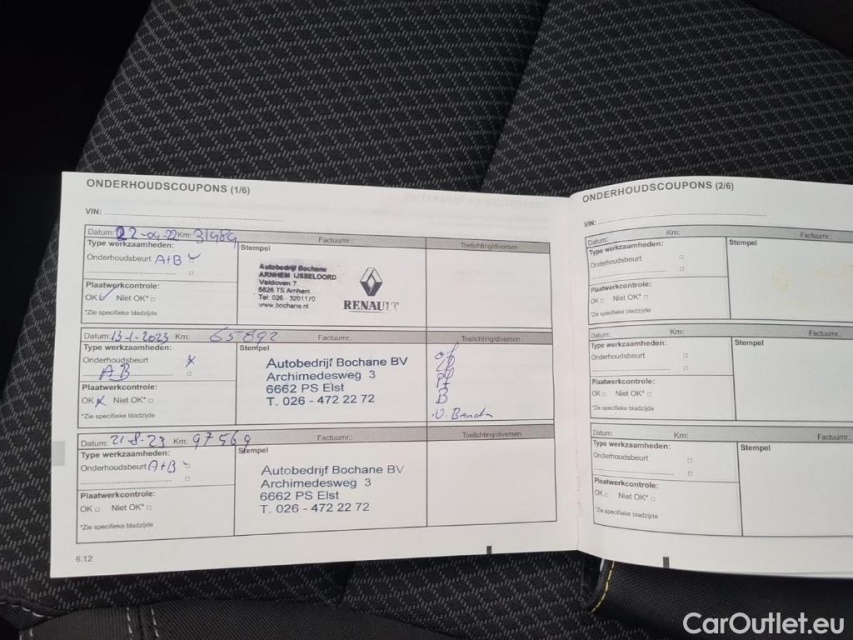 ONDERHOUDSCOUPONS (1/6)
VIN:
Datum: 22-04-22 Km: 31989 Factuurnr.: Toelichting/diversen
Type werkzaamheden:
Onderhoudsbeurt A+B
Stempel
Autobedrijf Bochane
ARNHEM IJSSELOORD
Veldoven 7
6826 TS Arnhem
Tel: 026 - 3201170
www.bochane.nl
RENAULT
Plaatwerkcontrole:
OK Niet OK*
*Zie specifieke bladzijde
Datum: 13-1-2023 Km: 65892 Factuurnr.: Toelichting/diversen
Type werkzaamheden:
Onderhoudsbeurt
AB
Stempel
Autobedrijf Bochane BV
Archimedesweg 3
6662 PS Elst
T. 026 - 472 22 72
B
Plaatwerkcontrole:
OK Niet OK*
*Zie specifieke bladzijde
Datum: 21-8-23 Km: 97569 Factuurnr.: Toelichting/diversen
Type werkzaamheden:
Onderhoudsbeurt A+B
Stempel
Autobedrijf Bochane BV
Archimedesweg 3
6662 PS Elst
T. 026 - 472 22 72
Plaatwerkcontrole:
OK Niet OK*
*Zie specifieke bladzijde
6.12
ONDERHOUDSCOUPONS (2/6)
VIN:
Datum: Km: Factuurnr.:
Type werkzaamheden:
Onderhoudsbeurt
Stempel
Plaatwerkcontrole:
OK Niet OK*
*Zie specifieke bladzijde
Datum: Km: Factuurnr.:
Type werkzaamheden:
Onderhoudsbeurt
Stempel
Plaatwerkcontrole:
OK Niet OK*
*Zie specifieke bladzijde
Datum: Km: Factuurnr.:
Type werkzaamheden:
Onderhoudsbeurt
Stempel
Plaatwerkcontrole:
OK Niet OK*
*Zie specifieke bladzijde
CarOutlet.eu